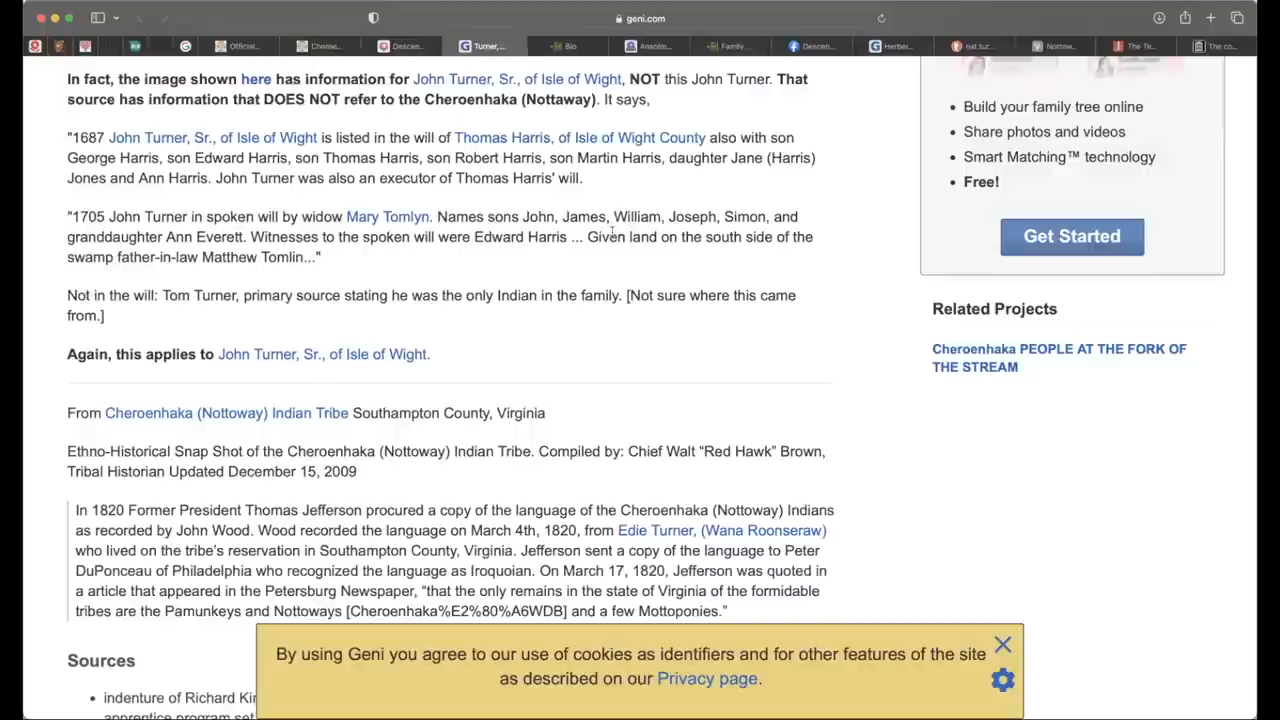 geni.com
Official...
Cheroe...
Descen...
Turner,...
Bio
Ansolm...
Family...
Descen...
Herber...
nat tur...
Nottow...
The Te...
The co...
In fact, the image shown here has information for John Turner, Sr., of Isle of Wight, NOT this John Turner. That
source has information that DOES NOT refer to the Cheroenhaka (Nottaway). It says,
"1687 John Turner, Sr., of Isle of Wight is listed in the will of Thomas Harris, of Isle of Wight County also with son
George Harris, son Edward Harris, son Thomas Harris, son Robert Harris, son Martin Harris, daughter Jane (Harris)
Jones and Ann Harris. John Turner was also an executor of Thomas Harris' will.
"1705 John Turner in spoken will by widow Mary Tomlyn. Names sons John, James, William, Joseph, Simon, and
granddaughter Ann Everett. Witnesses to the spoken will were Edward Harris ... Given land on the south side of the
swamp father-in-law Matthew Tomlin..."
Not in the will: Tom Turner, primary source stating he was the only Indian in the family. [Not sure where this came
from.]
Again, this applies to John Turner, Sr., of Isle of Wight.
From Cheroenhaka (Nottoway) Indian Tribe Southampton County, Virginia
Ethno-Historical Snap Shot of the Cheroenhaka (Nottoway) Indian Tribe. Compiled by: Chief Walt “Red Hawk” Brown,
Tribal Historian Updated December 15, 2009
In 1820 Former President Thomas Jefferson procured a copy of the language of the Cheroenhaka (Nottoway) Indians
as recorded by John Wood. Wood recorded the language on March 4th, 1820, from Edie Turner, (Wana Roonseraw)
who lived on the tribe’s reservation in Southampton County, Virginia. Jefferson sent a copy of the language to Peter
DuPonceau of Philadelphia who recognized the language as Iroquoian. On March 17, 1820, Jefferson was quoted in
a article that appeared in the Petersburg Newspaper, “that the only remains in the state of Virginia of the formidable
tribes are the Pamunkeys and Nottoways [Cheroenhaka%E2%80%A6WDB] and a few Mottoponies.”
Sources
indenture of Richard
apprentice program set
Build your family tree online
Share photos and videos
Smart Matching™ technology
Free!
Get Started
Related Projects
Cheroenhaka PEOPLE AT THE FORK OF
THE STREAM
By using Geni you agree to our use of cookies as identifiers and for other features of the site
as described on our Privacy page.